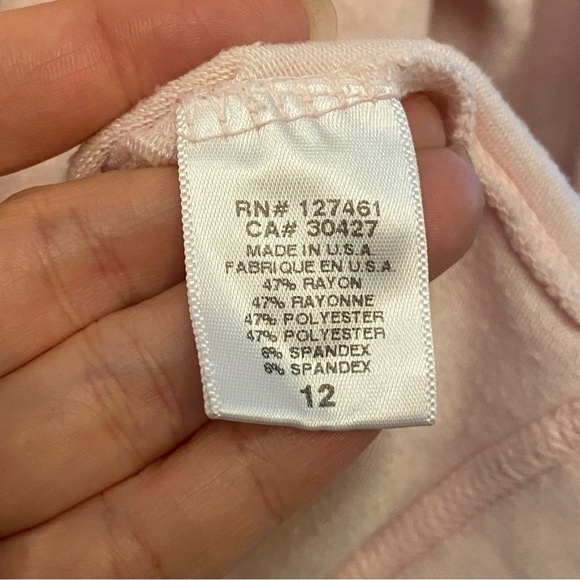 RN# 127461
CA# 30427
MADE IN U.S.A
FABRIQUE EN U.S.A.
47% RAYON
47% RAYONNE
47% POLYESTER
47% POLYESTER
6% SPANDEX
6% SPANDEX
12